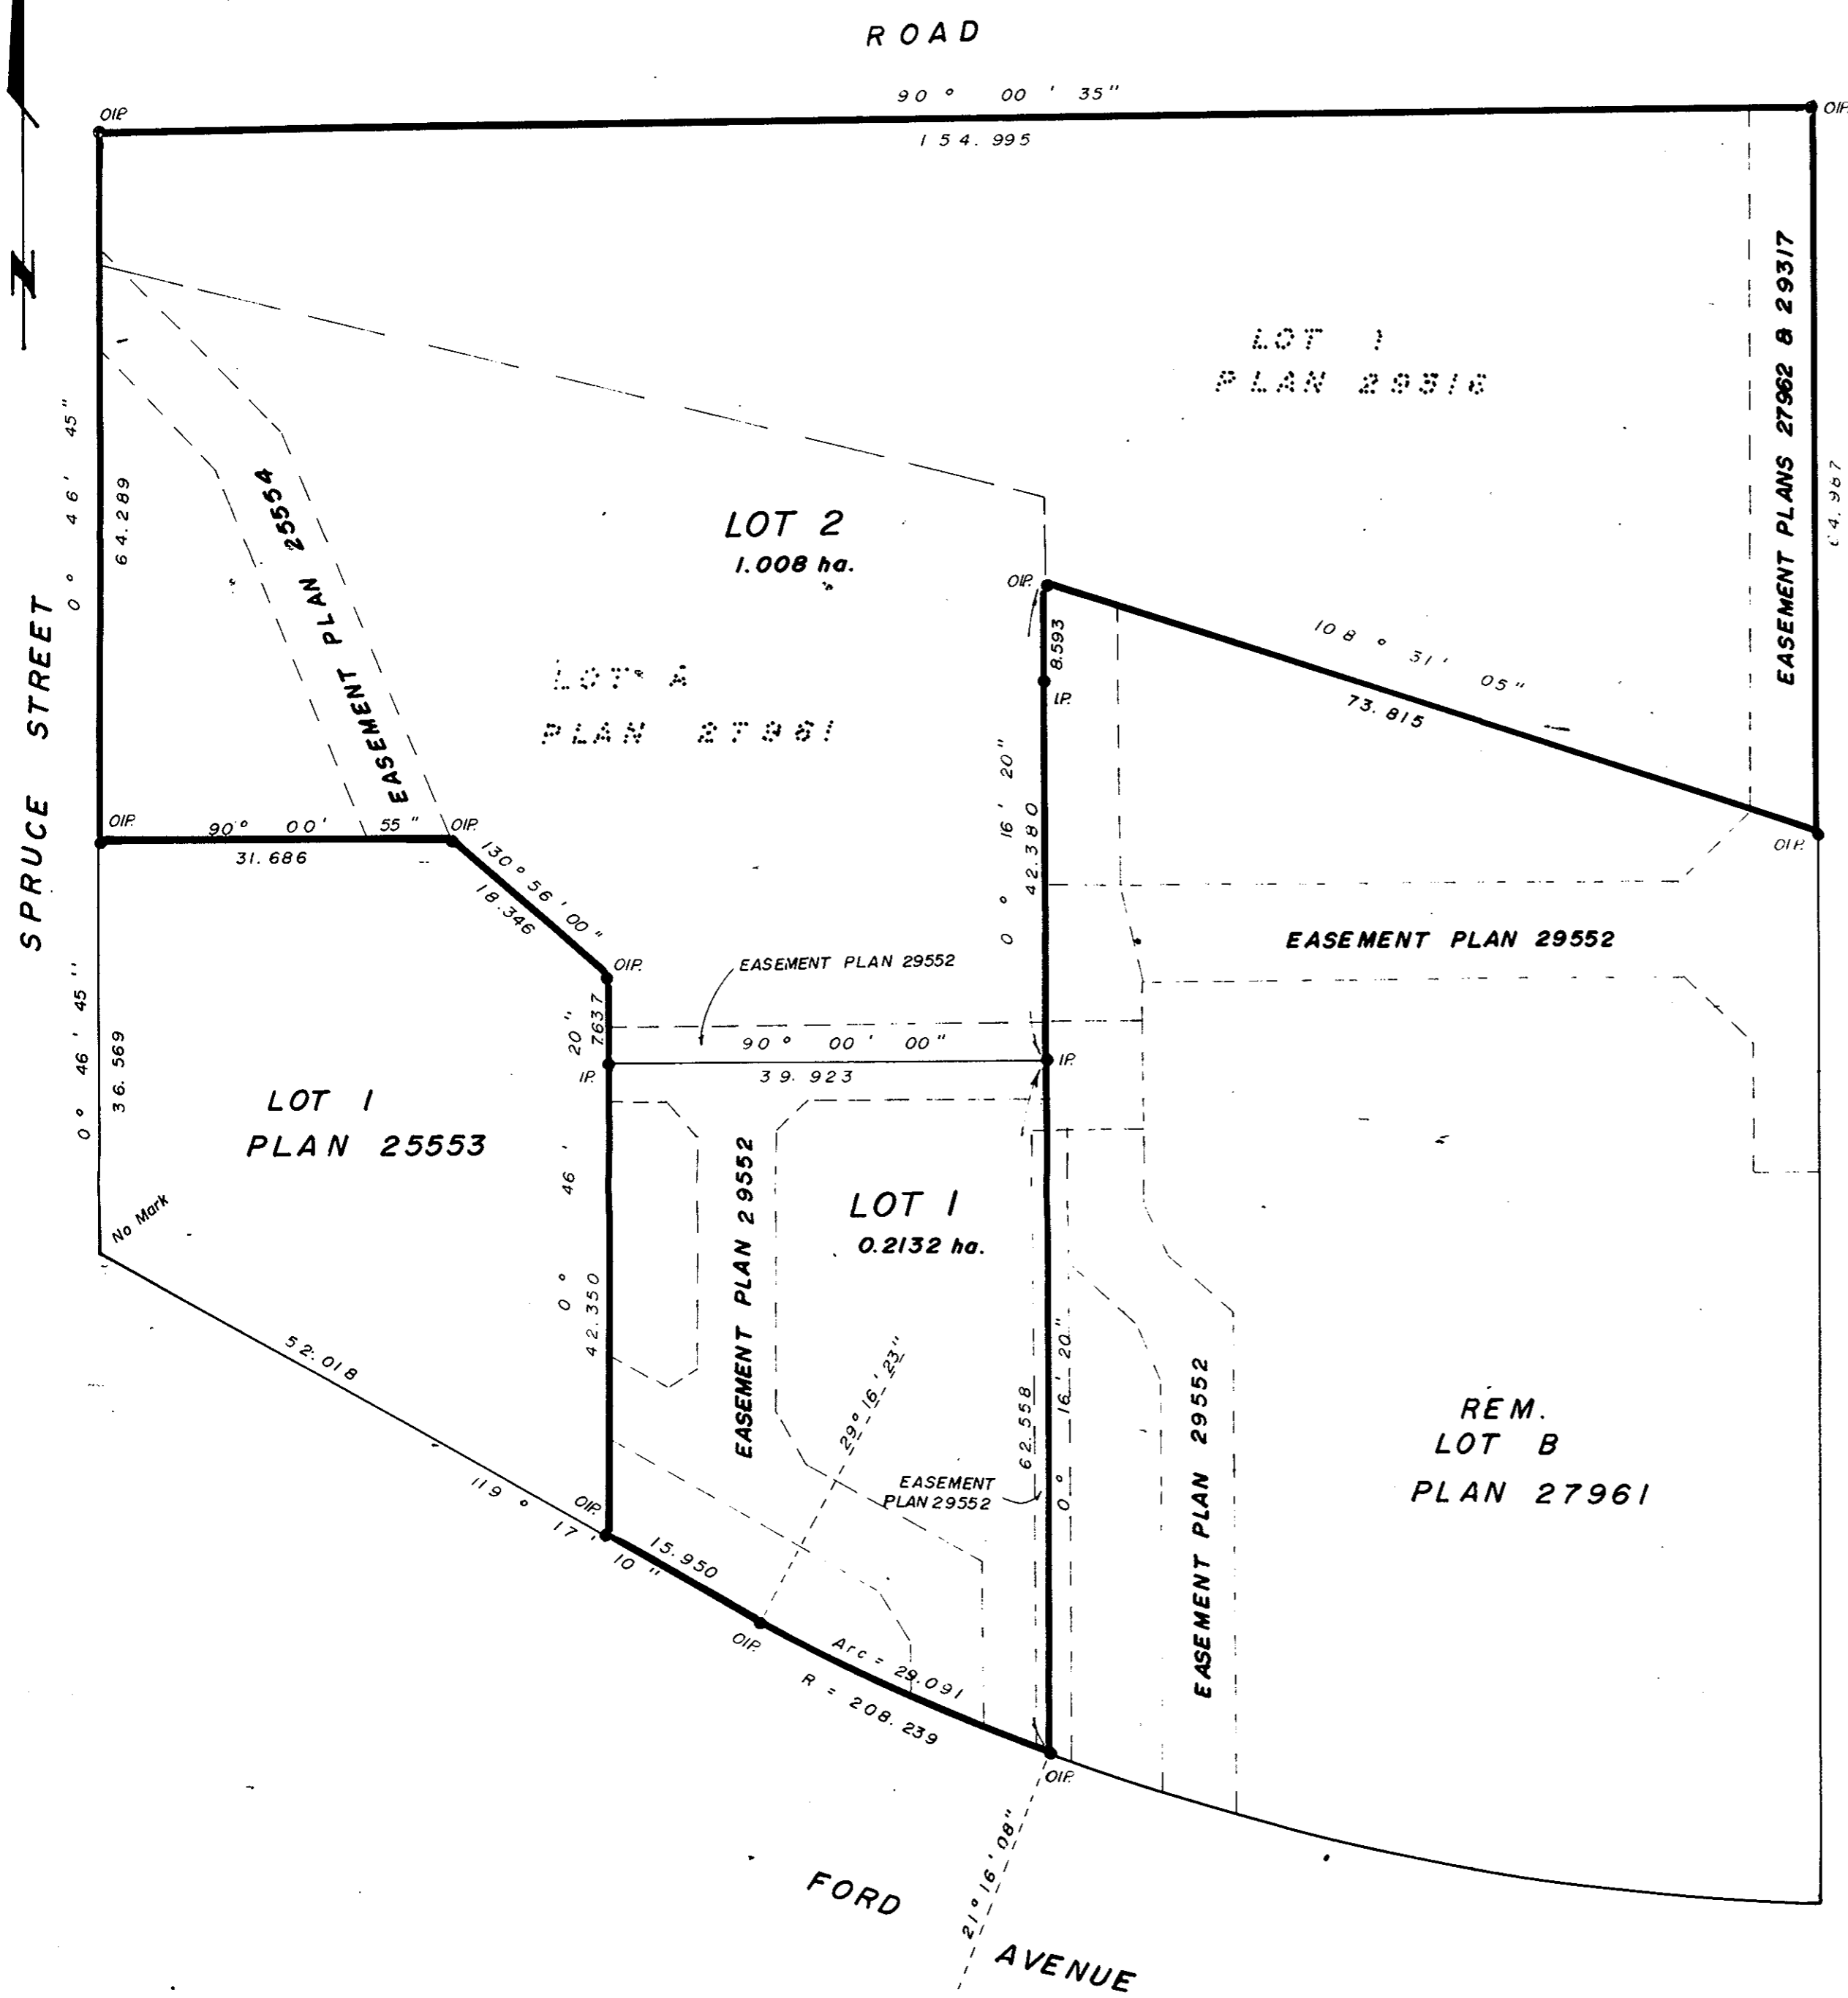 ROAD
90° 00' 35"
154.995
OIP.
OIP.
N
LOT 1
PLAN 29316
EASEMENT PLANS 27962 & 29317
64.987
0° 46' 45"
64.289
SPRUCE STREET
EASEMENT PLAN 25554
LOT 2
1.008 ha.
LOT A
PLAN 27961
OIP.
8.593
IP.
108° 31' 05"
73.815
OIP.
0° 16' 20"
42.380
OIP.
90° 00' 55"
OIP.
31.686
130° 56' 00"
18.346
OIP.
EASEMENT PLAN 29552
EASEMENT PLAN 29552
7.637
90° 00' 00"
39.923
IP.
IP.
0° 46' 45"
36.569
LOT 1
PLAN 25553
No Mark
0° 46' 20"
42.350
EASEMENT PLAN 29552
LOT 1
0.2132 ha.
29° 16' 23"
62.558
0° 16' 20"
EASEMENT
PLAN 29552
EASEMENT PLAN 29552
REM.
LOT B
PLAN 27961
52.018
119° 17' 10"
OIP.
15.950
OIP.
Arc = 29.091
R = 208.239
OIP.
21° 16' 08"
FORD AVENUE